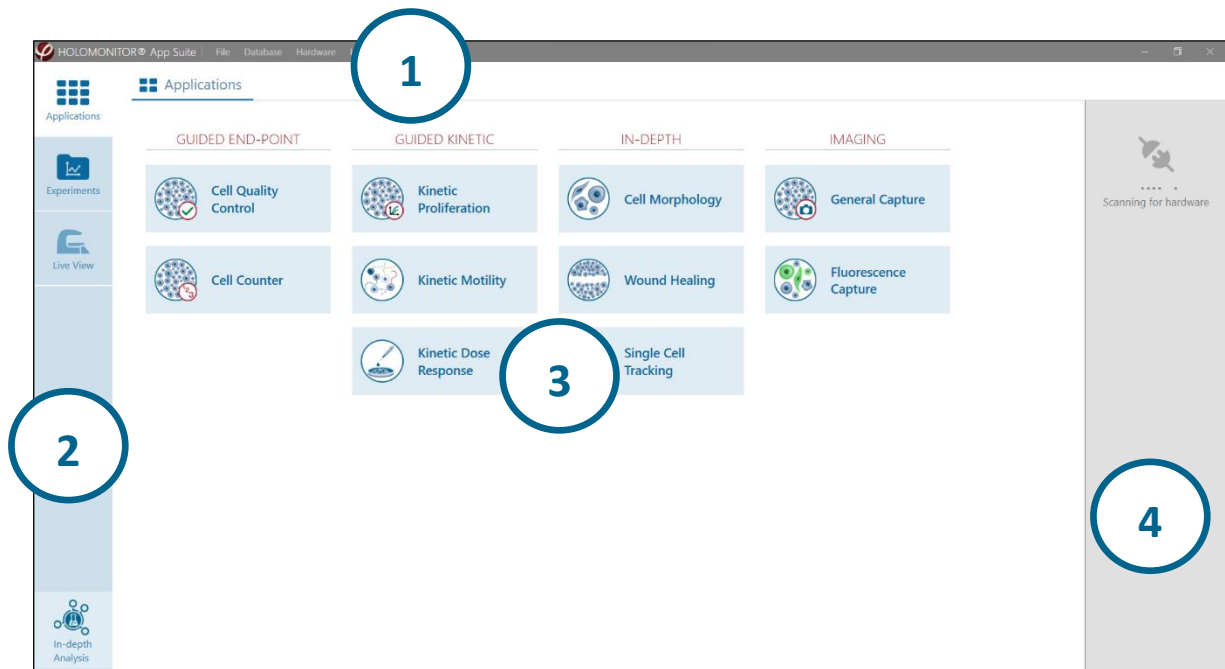 1
HOLOMONITOR® App Suite File Database Hardware
Applications
Applications
GUIDED END-POINT GUIDED KINETIC IN-DEPTH IMAGING
Cell Quality
Control
Kinetic
Proliferation
Cell Morphology
General Capture
Experiments
Scanning for hardware
Live View
Cell Counter
Kinetic Motility
Wound Healing
Fluorescence
Capture
Kinetic Dose
Response
3
Single Cell
Tracking
2
4
In-depth
Analysis